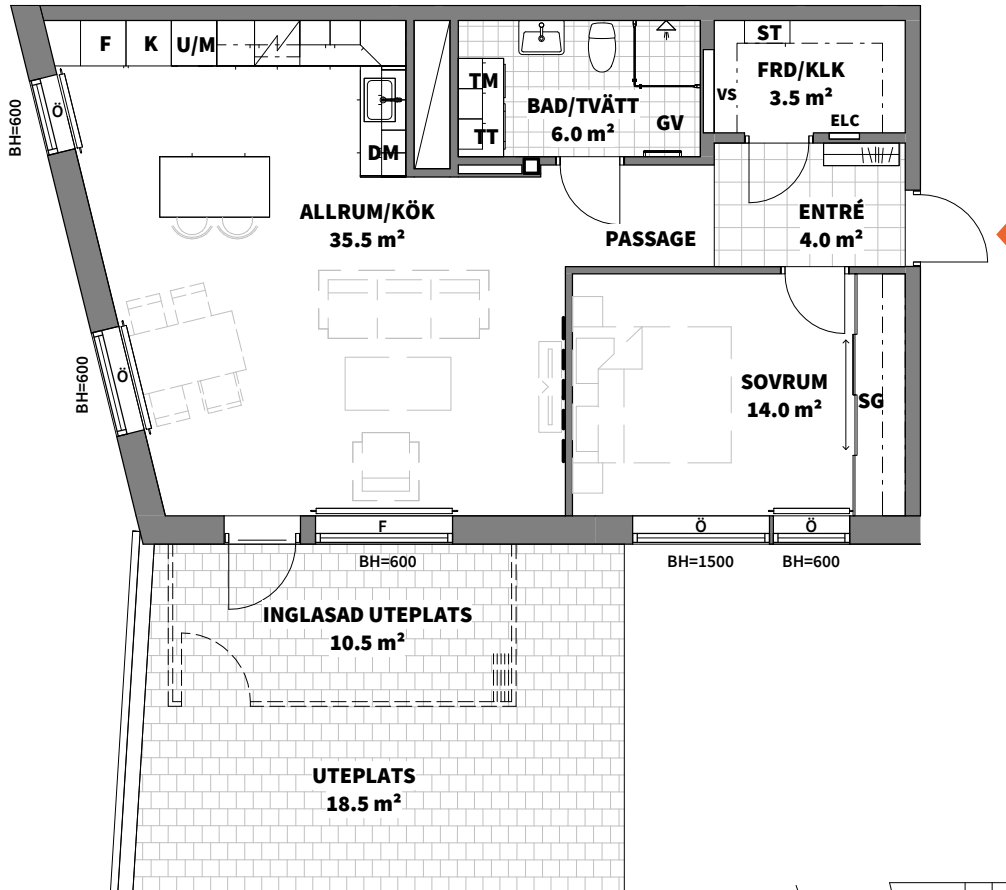 F K U/M
ST
FRD/KLK
3.5 m²
VS
ELC
TM
BAD/TVÄTT
6.0 m²
GV
TT
DM
Ö
BH=600
ALLRUM/KÖK
35.5 m²
PASSAGE
ENTRÉ
4.0 m²
Ö
BH=600
SOVRUM
14.0 m²
SG
F
BH=600
Ö
BH=1500
Ö
BH=600
INGLASAD UTEPLATS
10.5 m²
UTEPLATS
18.5 m²